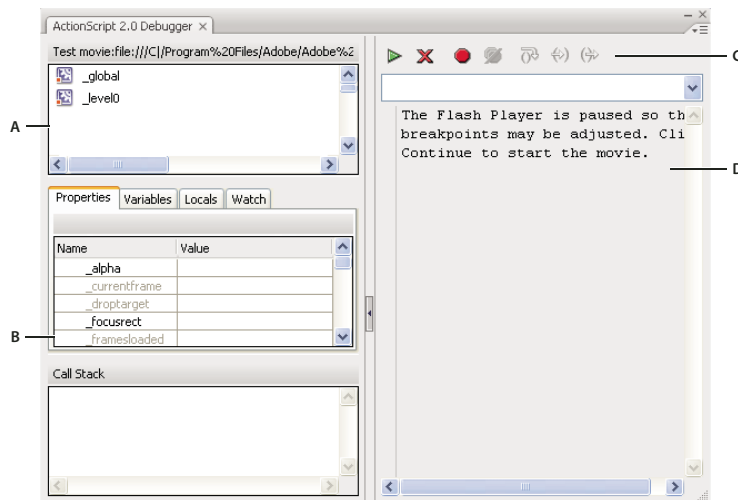 ActionScript 2.0 Debugger
Test movie:file:///C|/Program%20Files/Adobe/Adobe%2
_global
_level0
A
Properties Variables Locals Watch
Name Value
_alpha
_currentframe
_droptarget
_focusrect
_framesloaded
B
Call Stack
The Flash Player is paused so th
breakpoints may be adjusted. Cli
Continue to start the movie.
D